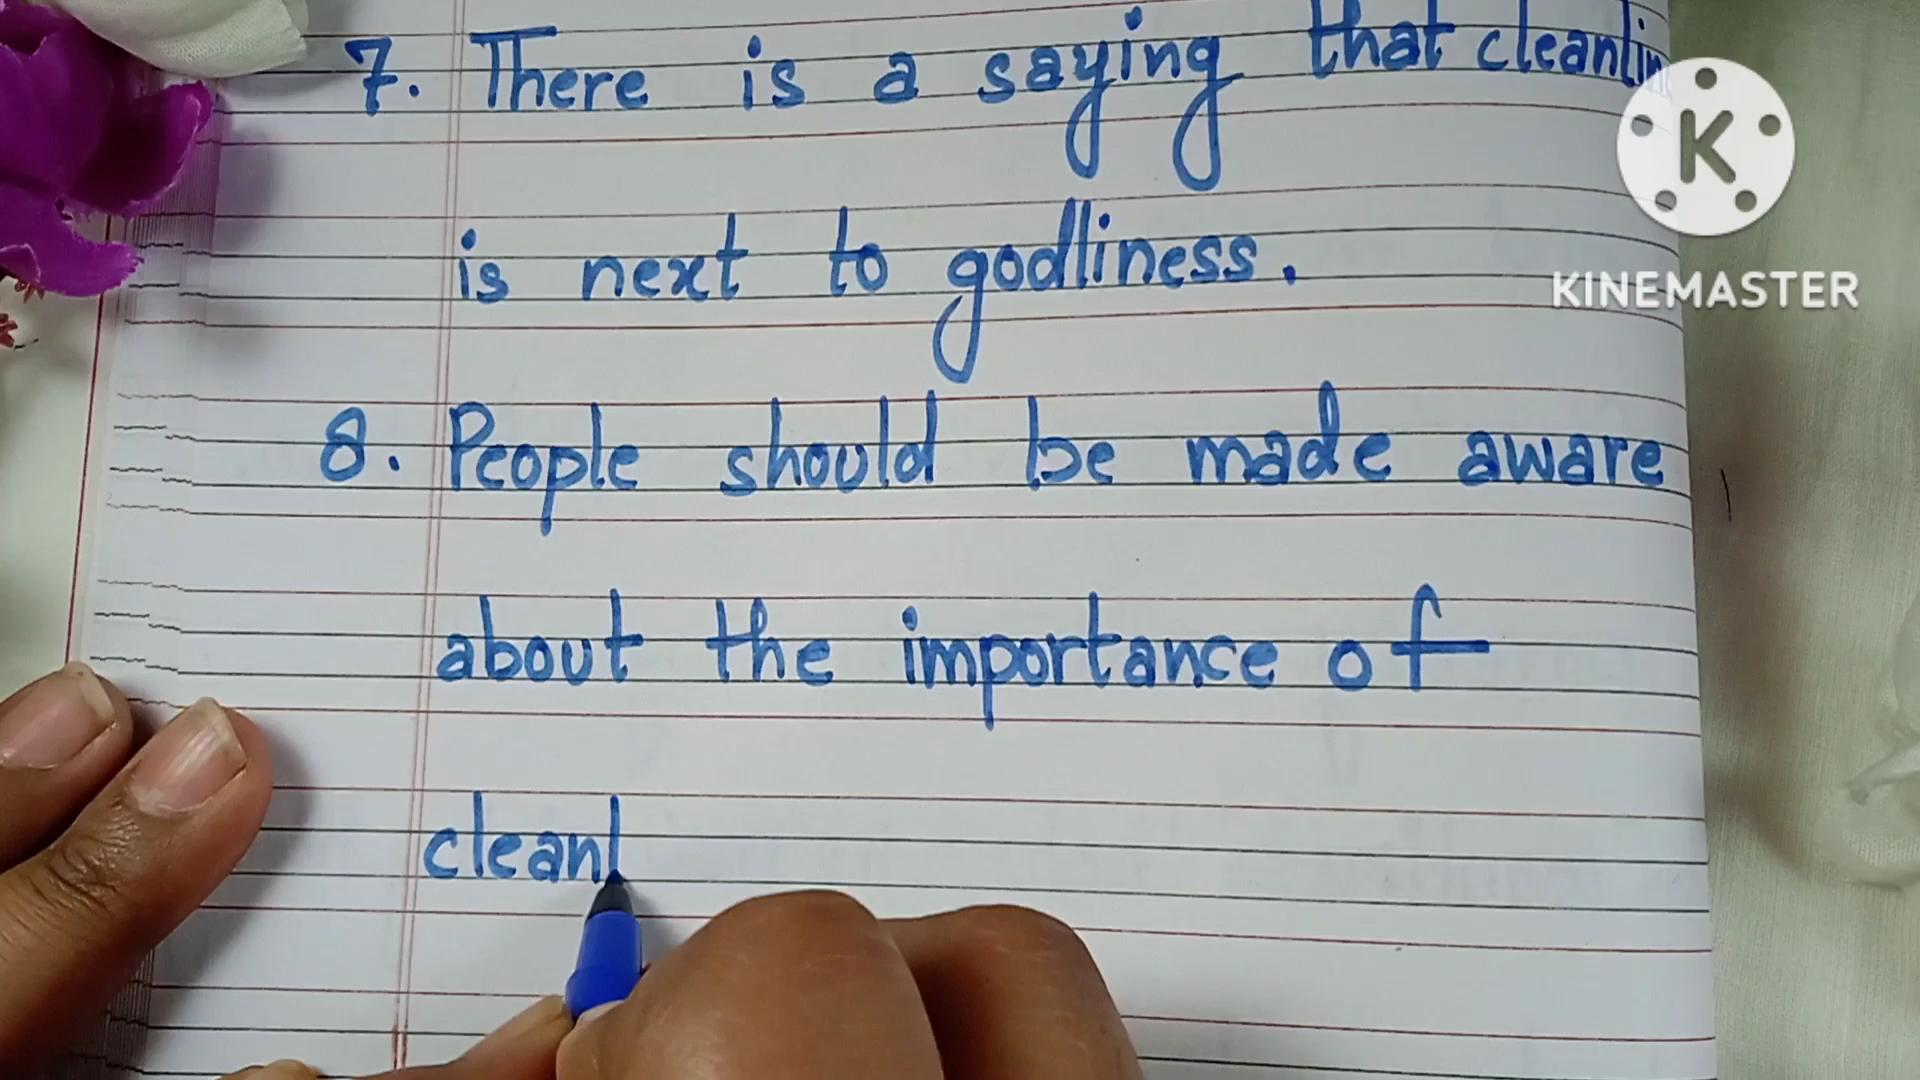 7. There is a saying that cleanlin
is next to godliness.
8. People should be made aware
about the importance of
cleanl
K
KINEMASTER